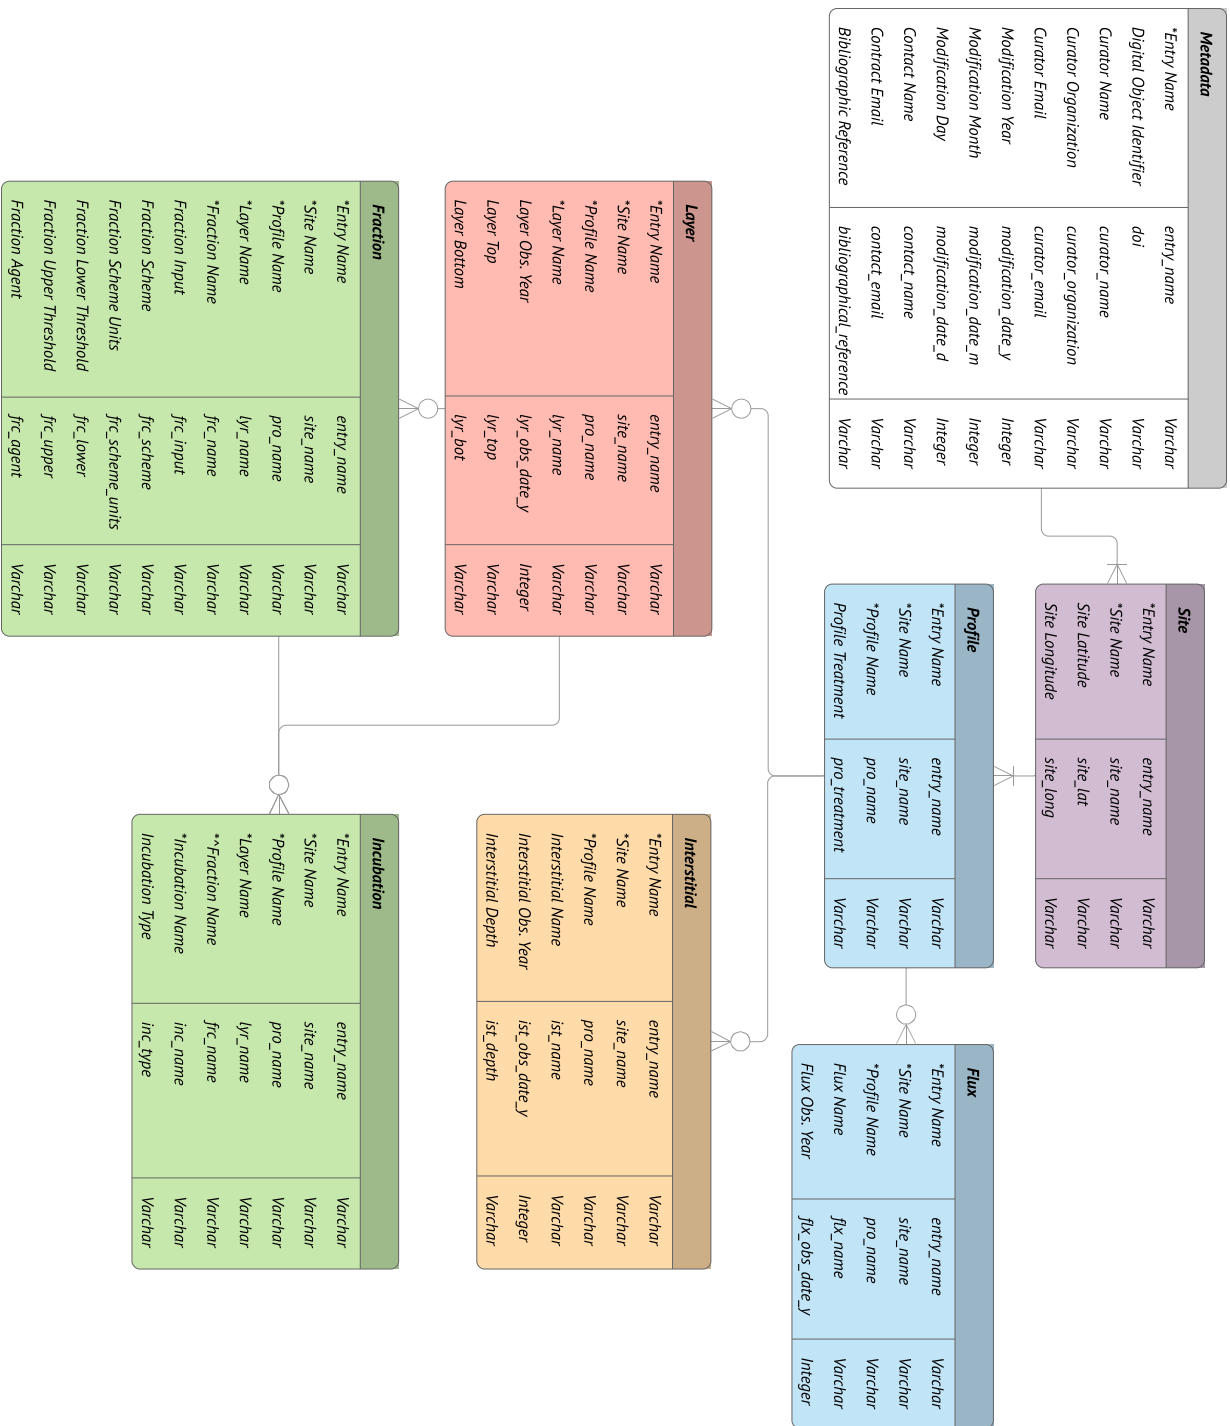 Metadata
*Entry Name entry_name Varchar
Digital Object Identifier doi Varchar
Curator Name curator_name Varchar
Curator Organization curator_organization Varchar
Curator Email curator_email Varchar
Modification Year modification_date_y Integer
Modification Month modification_date_m Integer
Modification Day modification_date_d Integer
Contact Name contact_name Varchar
Contract Email contact_email Varchar
Bibliographic Reference bibliographical_reference Varchar
Site
*Entry Name entry_name Varchar
*Site Name site_name Varchar
Site Latitude site_lat Varchar
Site Longitude site_long Varchar
Profile
*Entry Name entry_name Varchar
*Site Name site_name Varchar
*Profile Name pro_name Varchar
Profile Treatment pro_treatment Varchar
Flux
*Entry Name entry_name Varchar
*Site Name site_name Varchar
*Profile Name pro_name Varchar
Flux Name flx_name Varchar
Flux Obs. Year flx_obs_date_y Integer
Layer
*Entry Name entry_name Varchar
*Site Name site_name Varchar
*Profile Name pro_name Varchar
*Layer Name lyr_name Varchar
Layer Obs. Year lyr_obs_date_y Integer
Layer Top lyr_top Varchar
Layer Bottom lyr_bot Varchar
Interstitial
*Entry Name entry_name Varchar
*Site Name site_name Varchar
*Profile Name pro_name Varchar
Interstitial Name ist_name Varchar
Interstitial Obs. Year ist_obs_date_y Integer
Interstitial Depth ist_depth Varchar
Fraction
*Entry Name entry_name Varchar
*Site Name site_name Varchar
*Profile Name pro_name Varchar
*Layer Name lyr_name Varchar
*Fraction Name frc_name Varchar
Fraction Input frc_input Varchar
Fraction Scheme frc_scheme Varchar
Fraction Scheme Units frc_scheme_units Varchar
Fraction Lower Threshold frc_lower Varchar
Fraction Upper Threshold frc_upper Varchar
Fraction Agent frc_agent Varchar
Incubation
*Entry Name entry_name Varchar
*Site Name site_name Varchar
*Profile Name pro_name Varchar
*Layer Name lyr_name Varchar
*^Fraction Name frc_name Varchar
*Incubation Name inc_name Varchar
Incubation Type inc_type Varchar